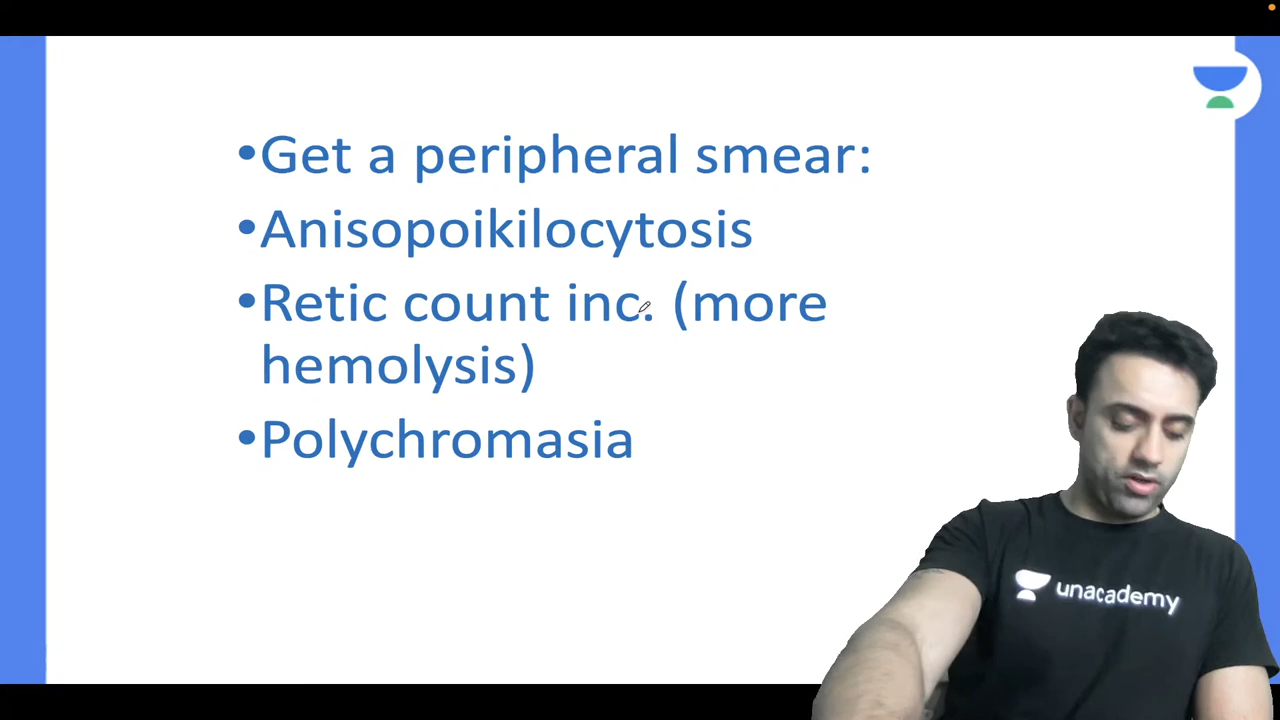 •Get a peripheral smear:
•Anisopoikilocytosis
•Retic count inc. (more
hemolysis)
•Polychromasia
unacademy